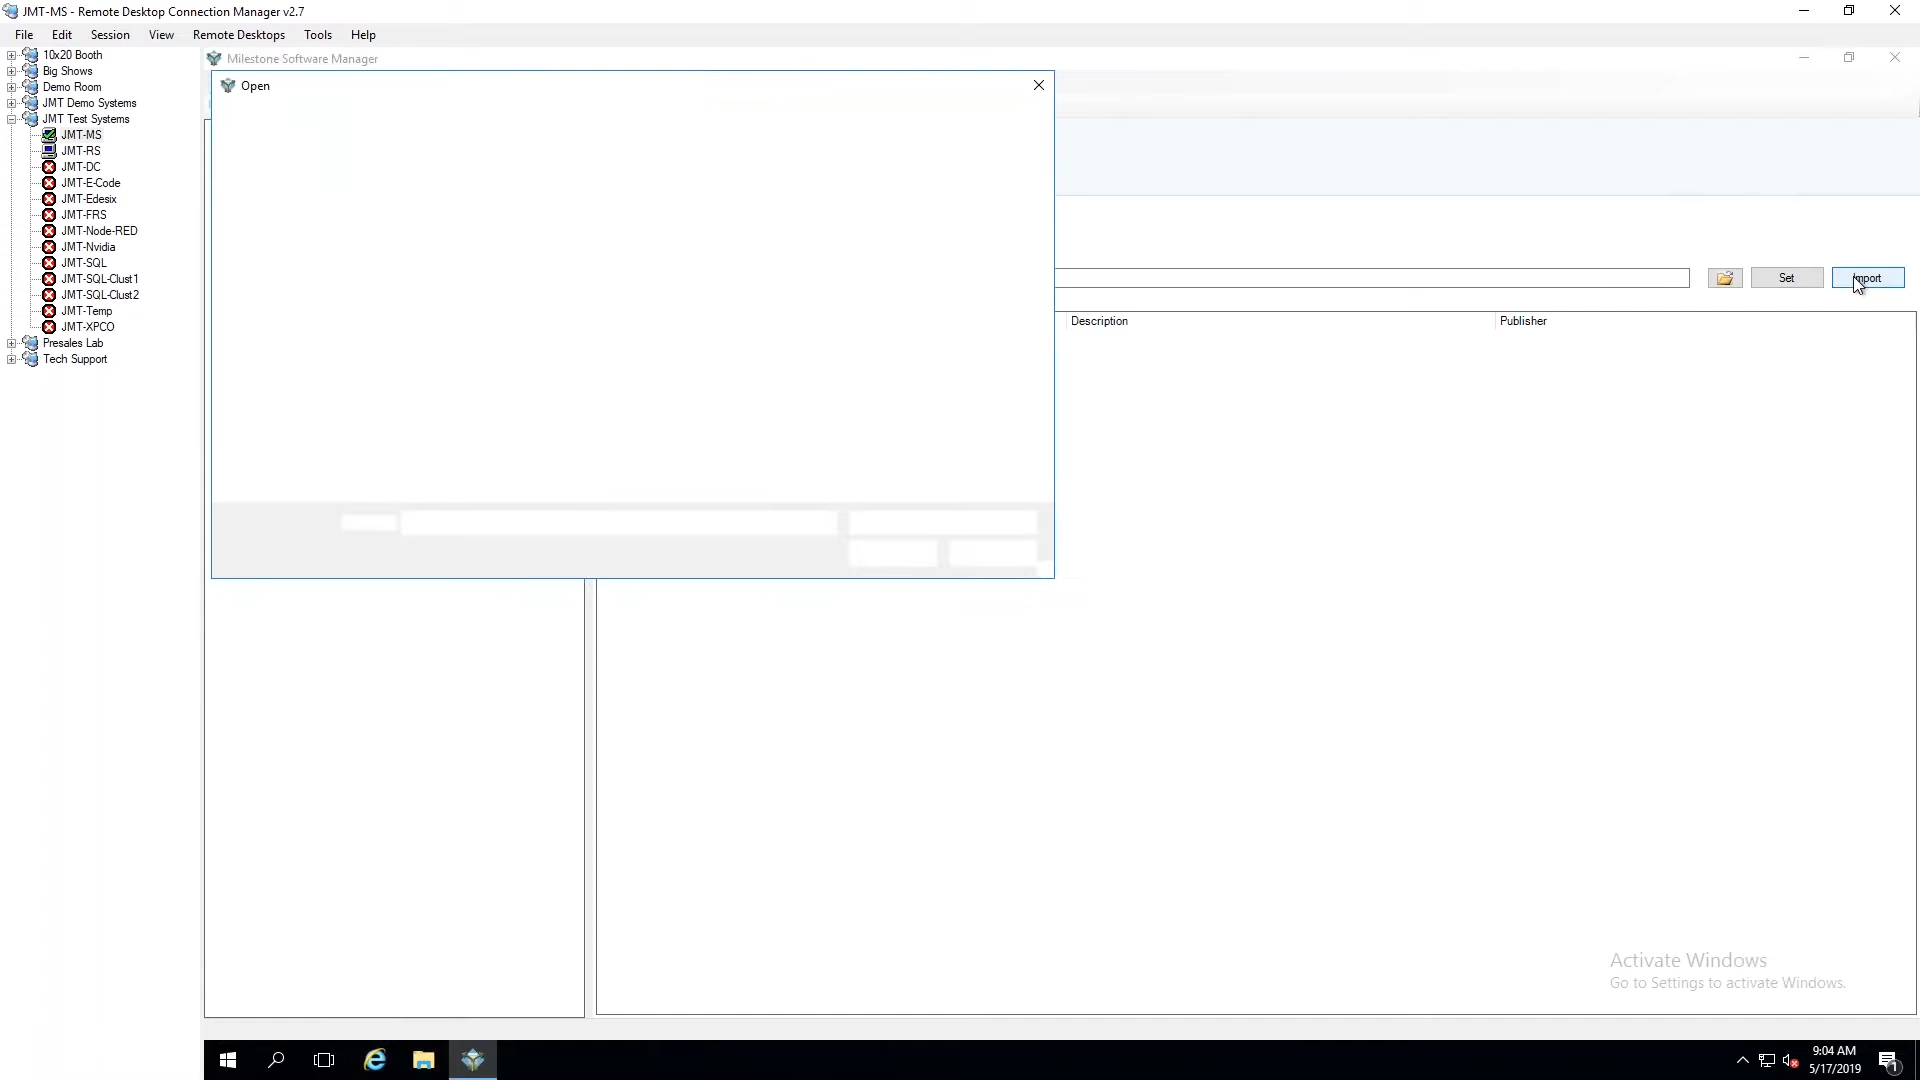 JMT-MS - Remote Desktop Connection Manager v2.7
File Edit Session View Remote Desktops Tools Help
10x20 Booth
Big Shows
Demo Room
JMT Demo Systems
JMT Test Systems
JMT-MS
JMT-RS
JMT-DC
JMT-E-Code
JMT-Edesix
JMT-FRS
JMT-Node-RED
JMT-Nvidia
JMT-SQL
JMT-SQL-Clust1
JMT-SQL-Clust2
JMT-Temp
JMT-XPCO
Presales Lab
Tech Support
Milestone Software Manager
Open
Set Import
Description Publisher
Activate Windows
Go to Settings to activate Windows.
9:04 AM
5/17/2019
1